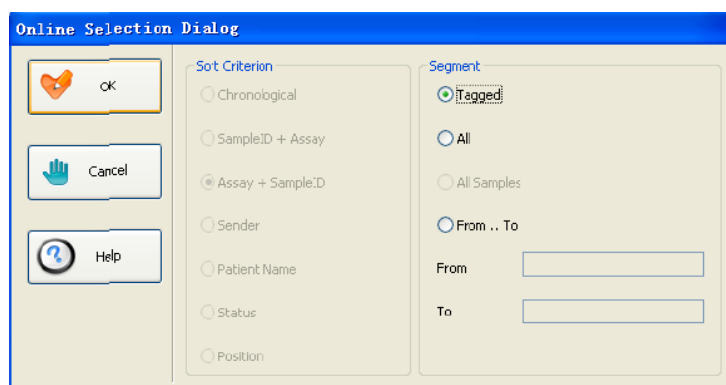 Online Selection Dialog
OK
Cancel
Help
Sort Criterion
Chronological
SampleID + Assay
Assay + SampleID
Sender
Patient Name
Status
Position
Segment
Tagged
All
All Samples
From .. To
From
To